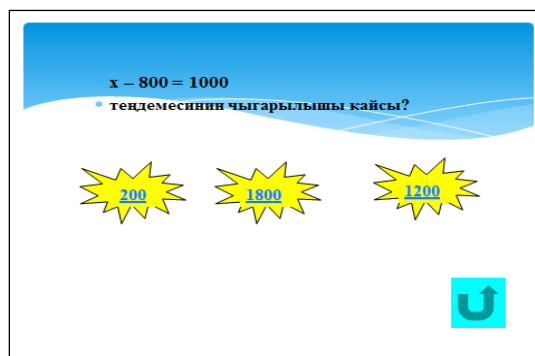 x – 800 = 1000
* теңдемесинин чыгарылышы кайсы?
200
1800
1200